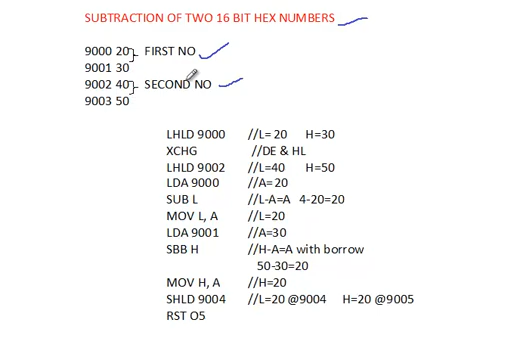 SUBTRACTION OF TWO 16 BIT HEX NUMBERS
9000 20 FIRST NO
9001 30
9002 40 SECOND NO
9003 50
LHLD 9000 //L= 20 H=30
XCHG //DE & HL
LHLD 9002 //L=40 H=50
LDA 9000 //A=20
SUB L //L-A=A 4-20=20
MOV L, A //L=20
LDA 9001 //A=30
SBB H //H-A=A with borrow
50-30=20
MOV H, A //H=20
SHLD 9004 //L=20 @9004 H=20 @9005
RST O5